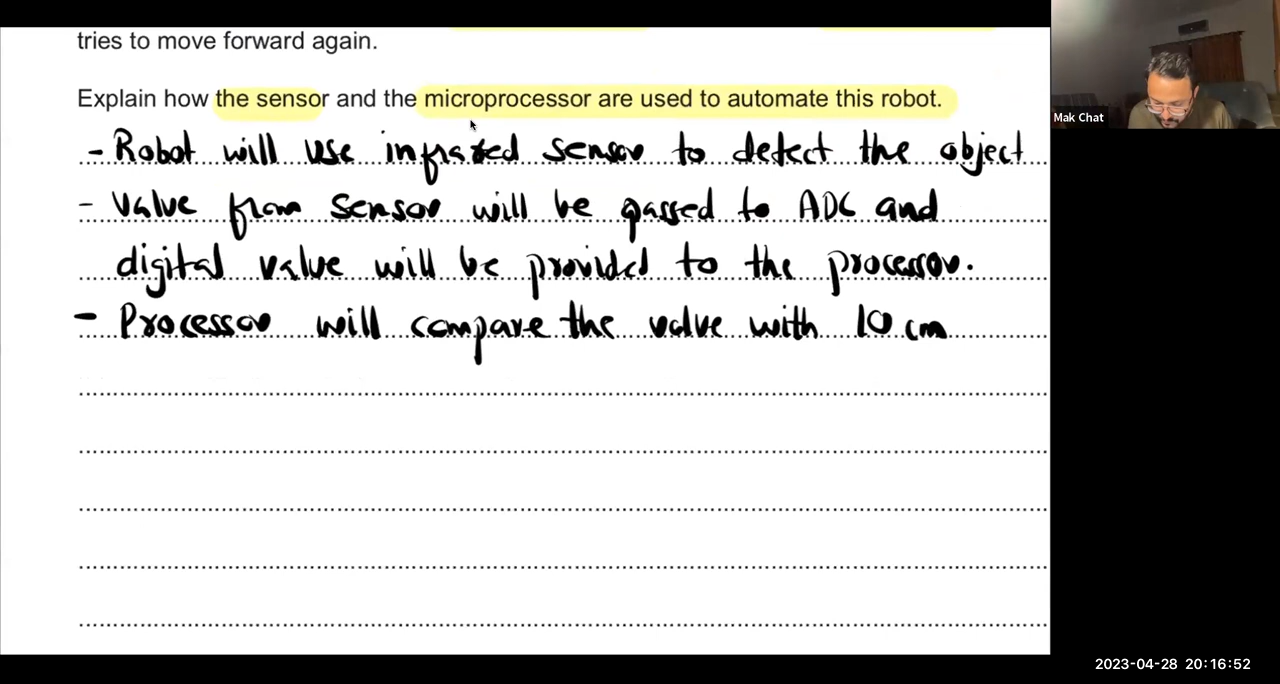 tries to move forward again.
Explain how the sensor and the microprocessor are used to automate this robot.
- Robot will use infrared sensor to detect the object
- Value from sensor will be passed to ADC and
digital value will be provided to the processor.
- Processor will compare the value with 10 cm
Mak Chat
2023-04-28 20:16:52